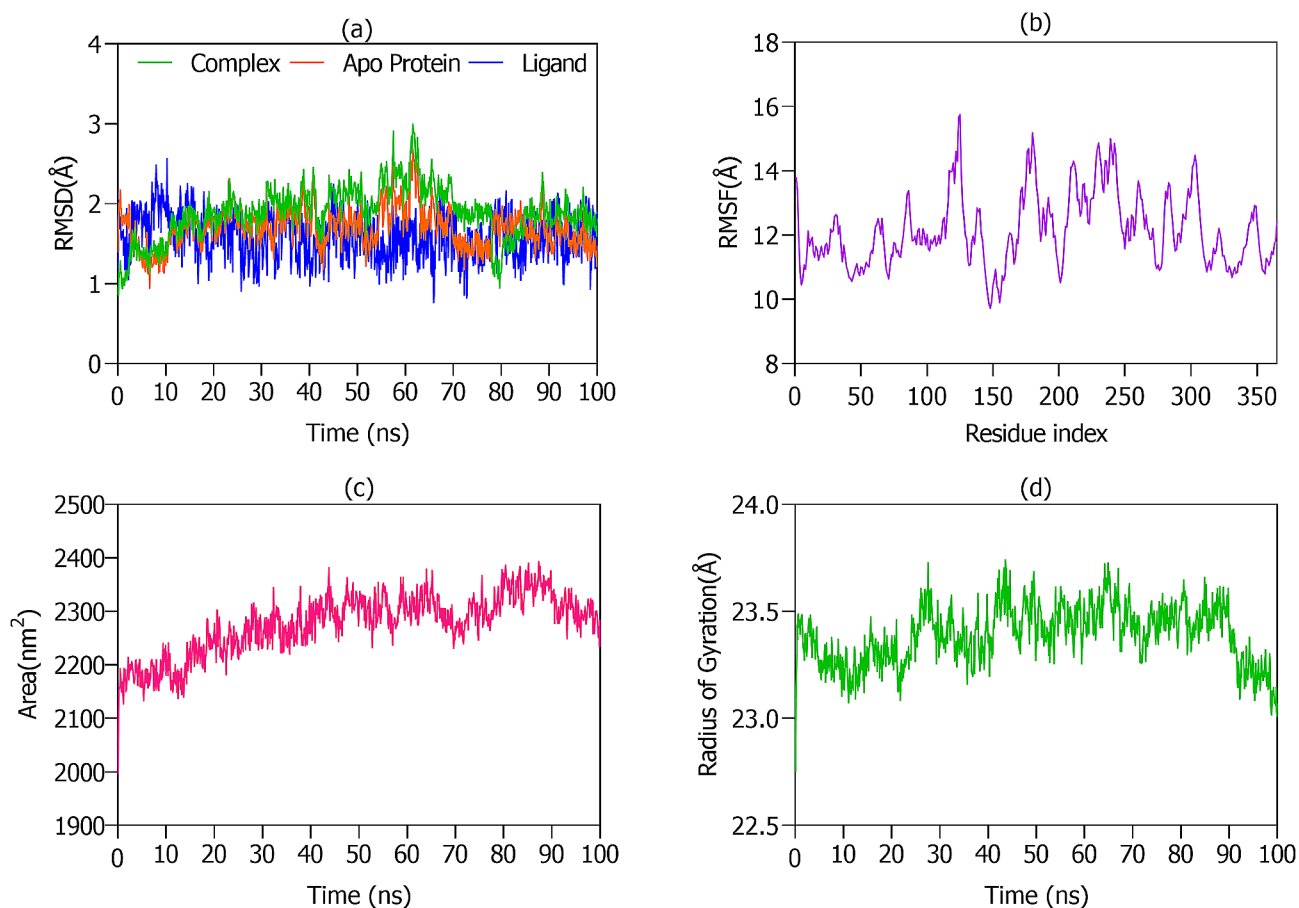 (a)
4
3
2
1
0
RMSD(Å)
Complex Apo Protein Ligand
0 10 20 30 40 50 60 70 80 90 100
Time (ns)
(b)
18
16
14
12
10
8
RMSF(Å)
0 50 100 150 200 250 300 350
Residue index
(c)
2500
2400
2300
2200
2100
2000
1900
Area(nm²)
0 10 20 30 40 50 60 70 80 90 100
Time (ns)
(d)
24.0
23.5
23.0
22.5
Radius of Gyration(Å)
0 10 20 30 40 50 60 70 80 90 100
Time (ns)